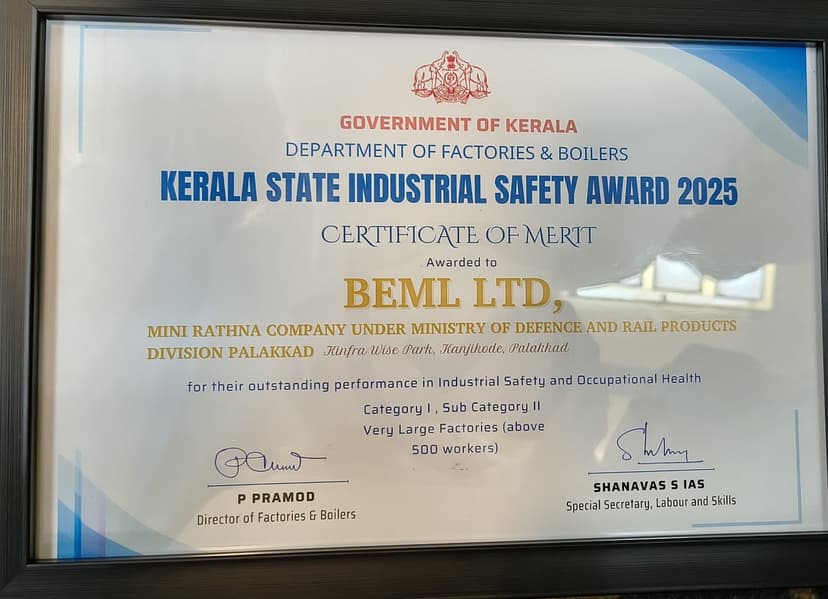 GOVERNMENT OF KERALA
DEPARTMENT OF FACTORIES & BOILERS
KERALA STATE INDUSTRIAL SAFETY AWARD 2025
CERTIFICATE OF MERIT
Awarded to
BEML LTD,
MINI RATHNA COMPANY UNDER MINISTRY OF DEFENCE AND RAIL PRODUCTS
DIVISION PALAKKAD Kinfra Wise Park, Kanjikode, Palakkad
for their outstanding performance in Industrial Safety and Occupational Health
Category I , Sub Category II
Very Large Factories (above
500 workers)
P PRAMOD
Director of Factories & Boilers
SHANAVAS S IAS
Special Secretary, Labour and Skills